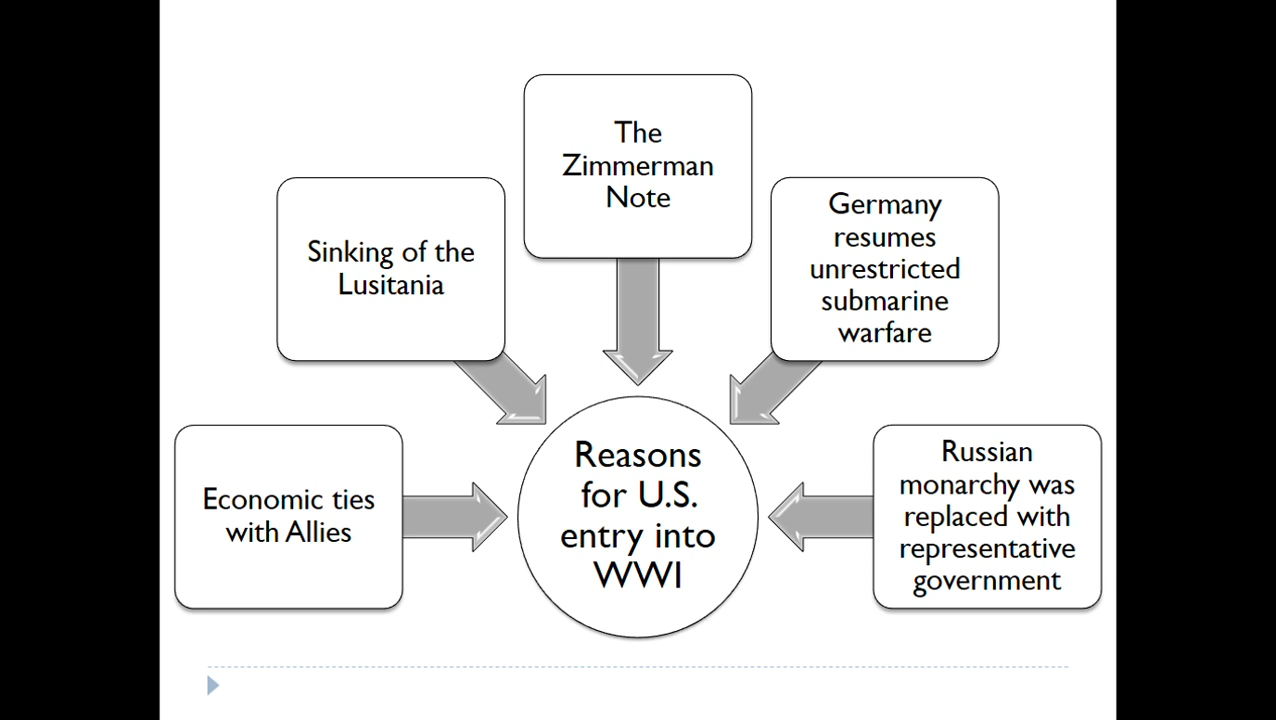 The
Zimmerman
Note
Sinking of the
Lusitania
Germany
resumes
unrestricted
submarine
warfare
Economic ties
with Allies
Reasons
for U.S.
entry into
WWI
Russian
monarchy was
replaced with
representative
government